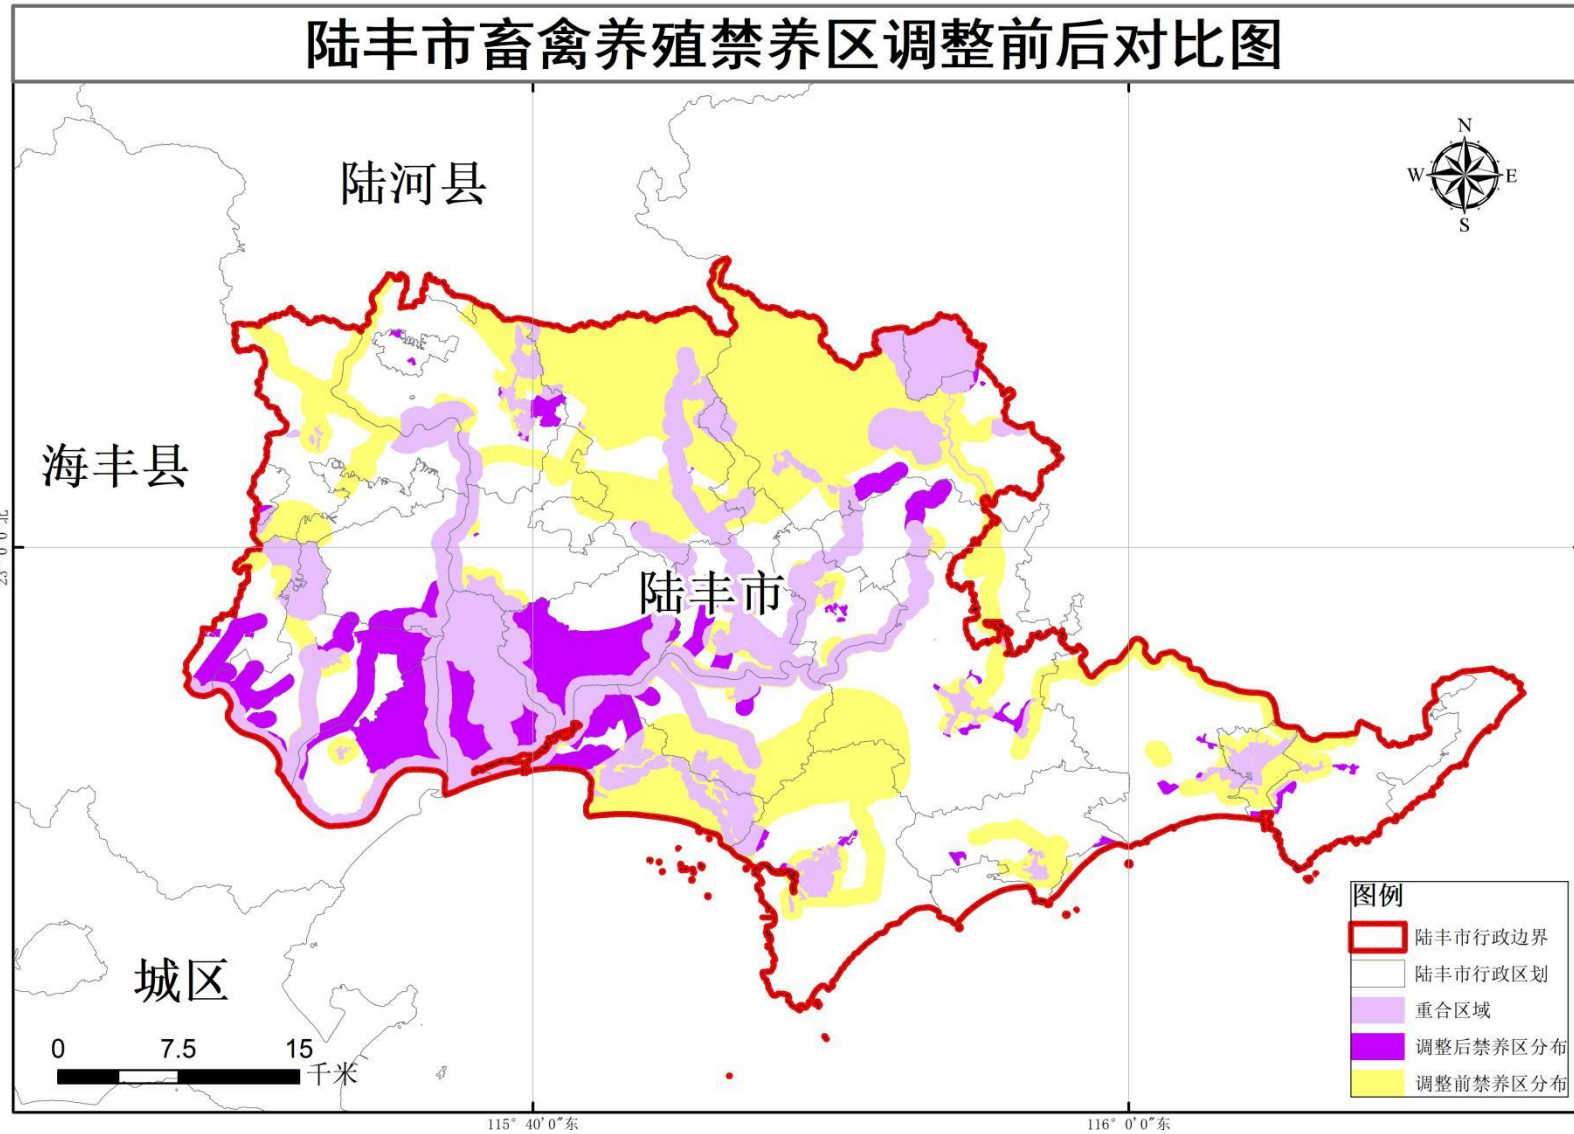 陆丰市畜禽养殖禁养区调整前后对比图
N
W
E
S
陆河县
海丰县
陆丰市
城区
23° 0'0"北
0
7.5
15
千米
115° 40'0"东
116° 0'0"东
图例
陆丰市行政边界
陆丰市行政区划
重合区域
调整后禁养区分布
调整前禁养区分布